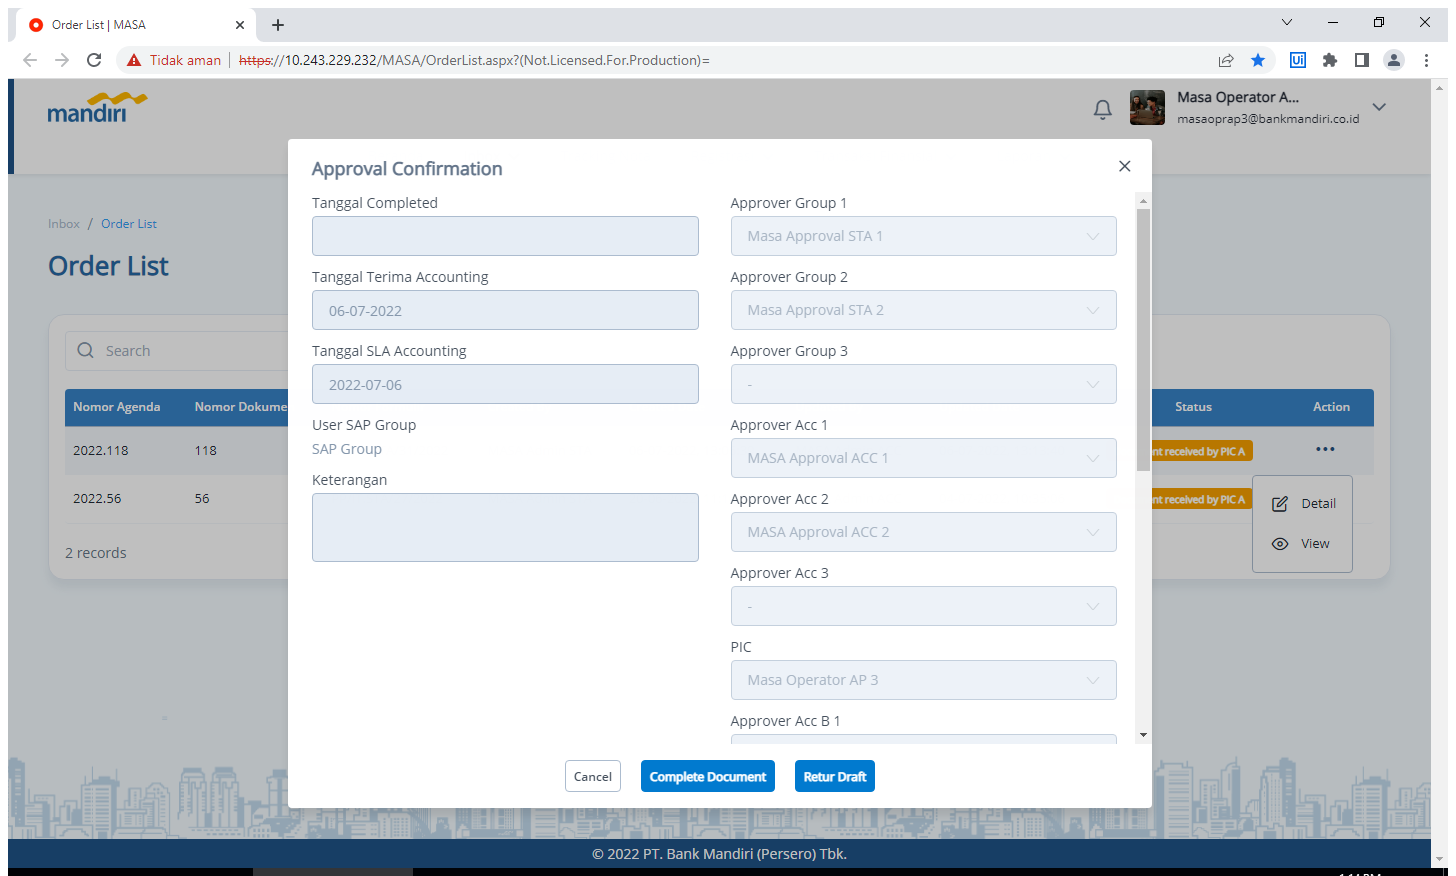 Order List | MASA
Tidak aman
https://10.243.229.232/MASA/OrderList.aspx?(Not.Licensed.For.Production)=
Ui
mandiri
Masa Operator A...
masaoprap3@bankmandiri.co.id
Inbox / Order List
Order List
Search
Nomor Agenda
Nomor Dokume
Status
Action
2022.118
118
nt received by PIC A
2022.56
56
nt received by PIC A
2 records
Detail
View
Approval Confirmation
Tanggal Completed
Tanggal Terima Accounting
06-07-2022
Tanggal SLA Accounting
2022-07-06
User SAP Group
SAP Group
Keterangan
Approver Group 1
Masa Approval STA 1
Approver Group 2
Masa Approval STA 2
Approver Group 3
-
Approver Acc 1
MASA Approval ACC 1
Approver Acc 2
MASA Approval ACC 2
Approver Acc 3
-
PIC
Masa Operator AP 3
Approver Acc B 1
Cancel
Complete Document
Retur Draft
© 2022 PT. Bank Mandiri (Persero) Tbk.